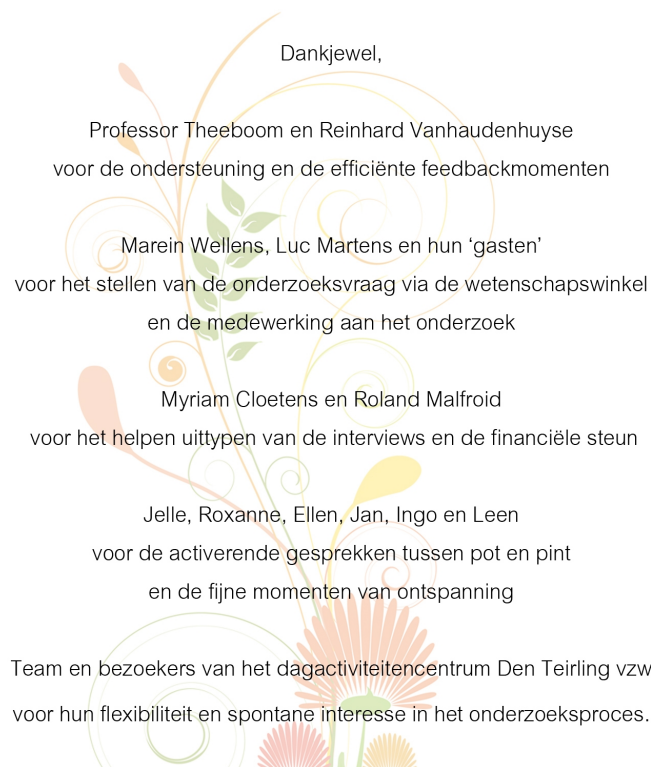 Dankjewel,
Professor Theeboom en Reinhard Vanhaudenhuyse
voor de ondersteuning en de efficiënte feedbackmomenten
Marein Wellens, Luc Martens en hun ‘gasten’
voor het stellen van de onderzoeksvraag via de wetenschapswinkel
en de medewerking aan het onderzoek
Myriam Cloetens en Roland Malfroid
voor het helpen uittypen van de interviews en de financiële steun
Jelle, Roxanne, Ellen, Jan, Ingo en Leen
voor de activerende gesprekken tussen pot en pint
en de fijne momenten van ontspanning
Team en bezoekers van het dagactiviteitencentrum Den Teirling vzw
voor hun flexibiliteit en spontane interesse in het onderzoeksproces.